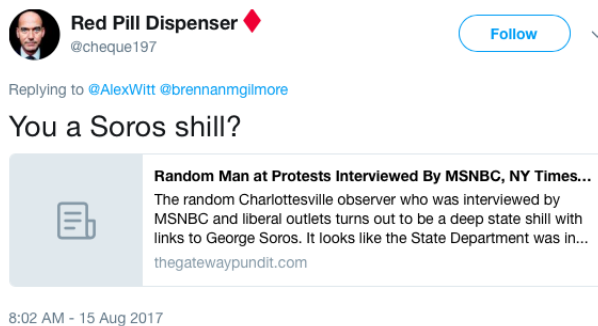 Red Pill Dispenser
@cheque197
Follow
Replying to @AlexWitt @brennanmgilmore
You a Soros shill?
Random Man at Protests Interviewed By MSNBC, NY Times...
The random Charlottesville observer who was interviewed by
MSNBC and liberal outlets turns out to be a deep state shill with
links to George Soros. It looks like the State Department was in...
thegatewaypundit.com
8:02 AM - 15 Aug 2017